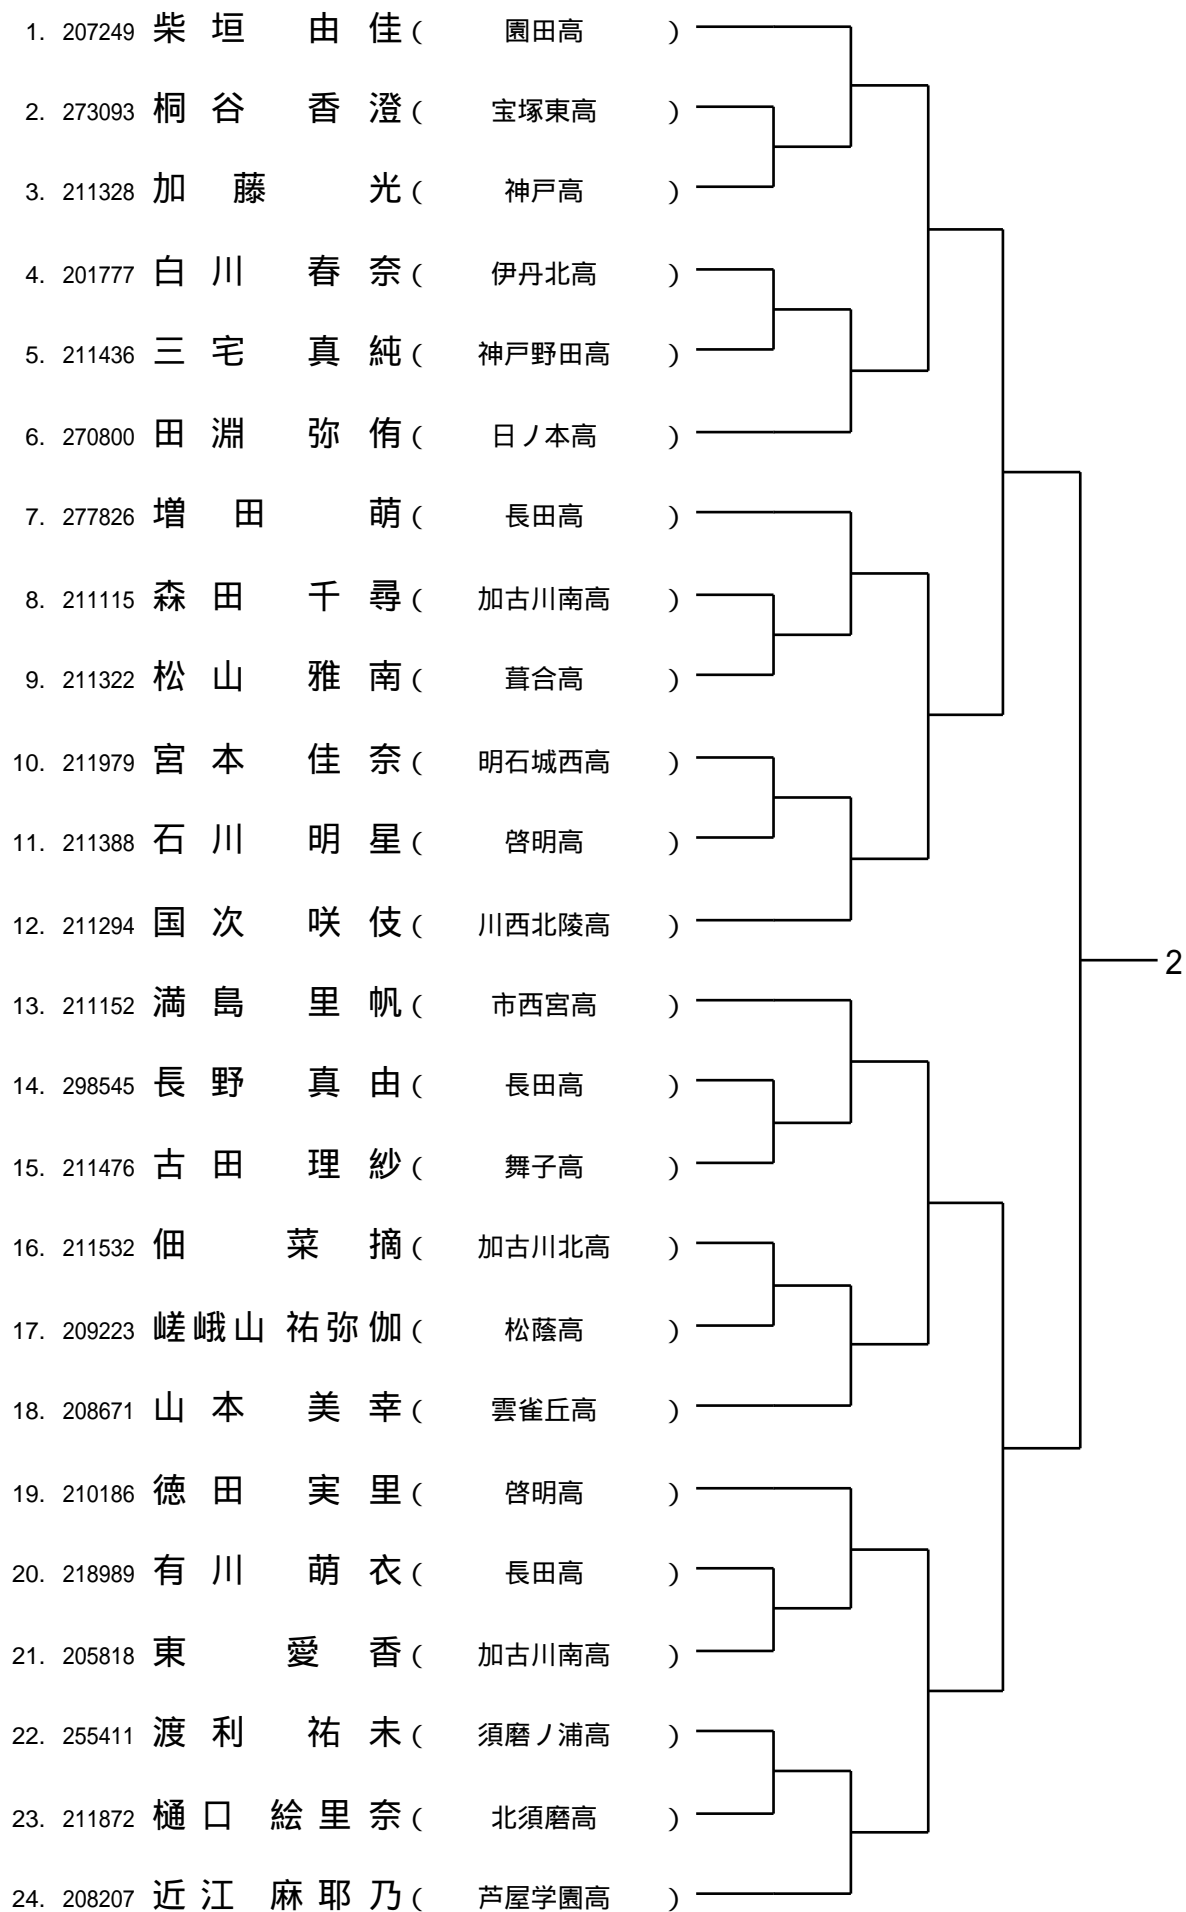 1. 207249 柴垣 由佳 ( 園田高 )
2. 273093 桐谷 香澄 ( 宝塚東高 )
3. 211328 加藤 光 ( 神戸高 )
4. 201777 白川 春奈 ( 伊丹北高 )
5. 211436 三宅 真純 ( 神戸野田高 )
6. 270800 田淵 弥侑 ( 日ノ本高 )
7. 277826 増田 萌 ( 長田高 )
8. 211115 森田 千尋 ( 加古川南高 )
9. 211322 松山 雅南 ( 葺合高 )
10. 211979 宮本 佳奈 ( 明石城西高 )
11. 211388 石川 明星 ( 啓明高 )
12. 211294 国次 咲伎 ( 川西北陵高 )
2
13. 211152 満島 里帆 ( 市西宮高 )
14. 298545 長野 真由 ( 長田高 )
15. 211476 古田 理紗 ( 舞子高 )
16. 211532 佃 菜摘 ( 加古川北高 )
17. 209223 嵯峨山 祐弥伽 ( 松蔭高 )
18. 208671 山本 美幸 ( 雲雀丘高 )
19. 210186 徳田 実里 ( 啓明高 )
20. 218989 有川 萌衣 ( 長田高 )
21. 205818 東 愛香 ( 加古川南高 )
22. 255411 渡利 祐未 ( 須磨ノ浦高 )
23. 211872 樋口 絵里奈 ( 北須磨高 )
24. 208207 近江 麻耶乃 ( 芦屋学園高 )